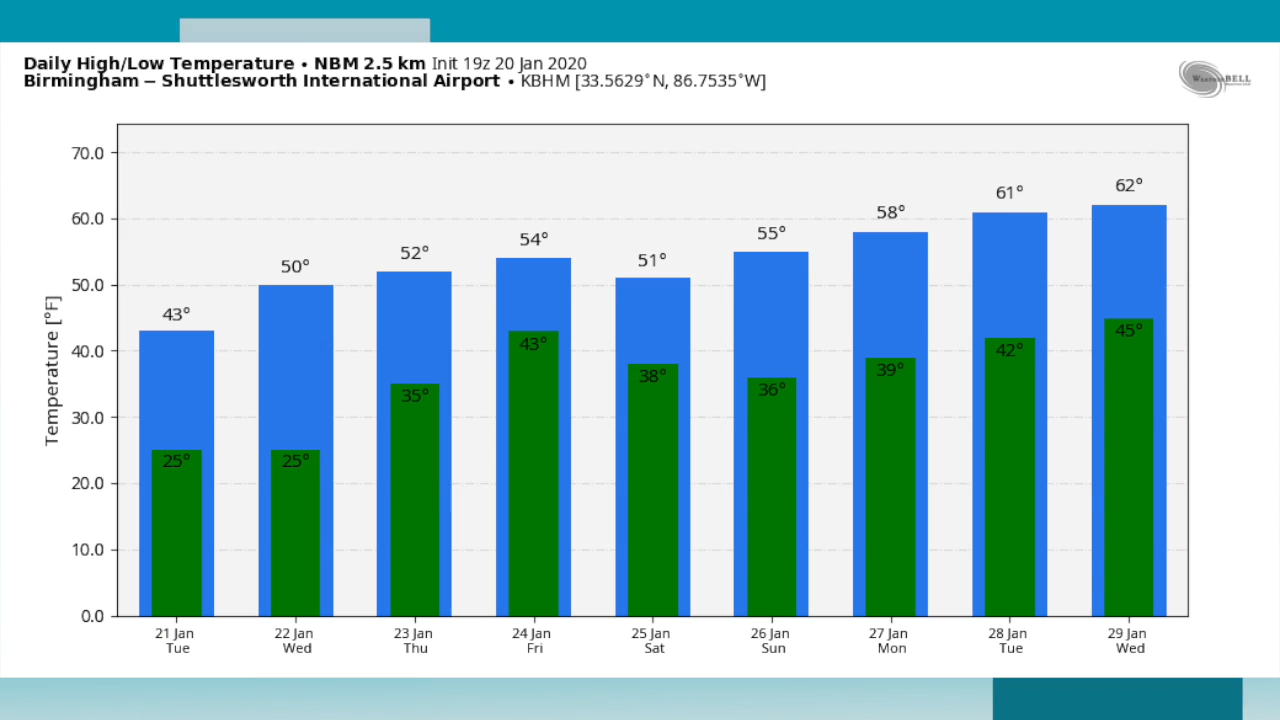 Daily High/Low Temperature • NBM 2.5 km Init 19z 20 Jan 2020
Birmingham – Shuttlesworth International Airport • KBHM [33.5629°N, 86.7535°W]
WeatherBELL
Temperature [°F]
70.0
60.0
50.0
40.0
30.0
20.0
10.0
0.0
43° 50° 52° 54° 51° 55° 58° 61° 62°
25° 25° 35° 43° 38° 36° 39° 42° 45°
21 Jan 22 Jan 23 Jan 24 Jan 25 Jan 26 Jan 27 Jan 28 Jan 29 Jan
Tue Wed Thu Fri Sat Sun Mon Tue Wed